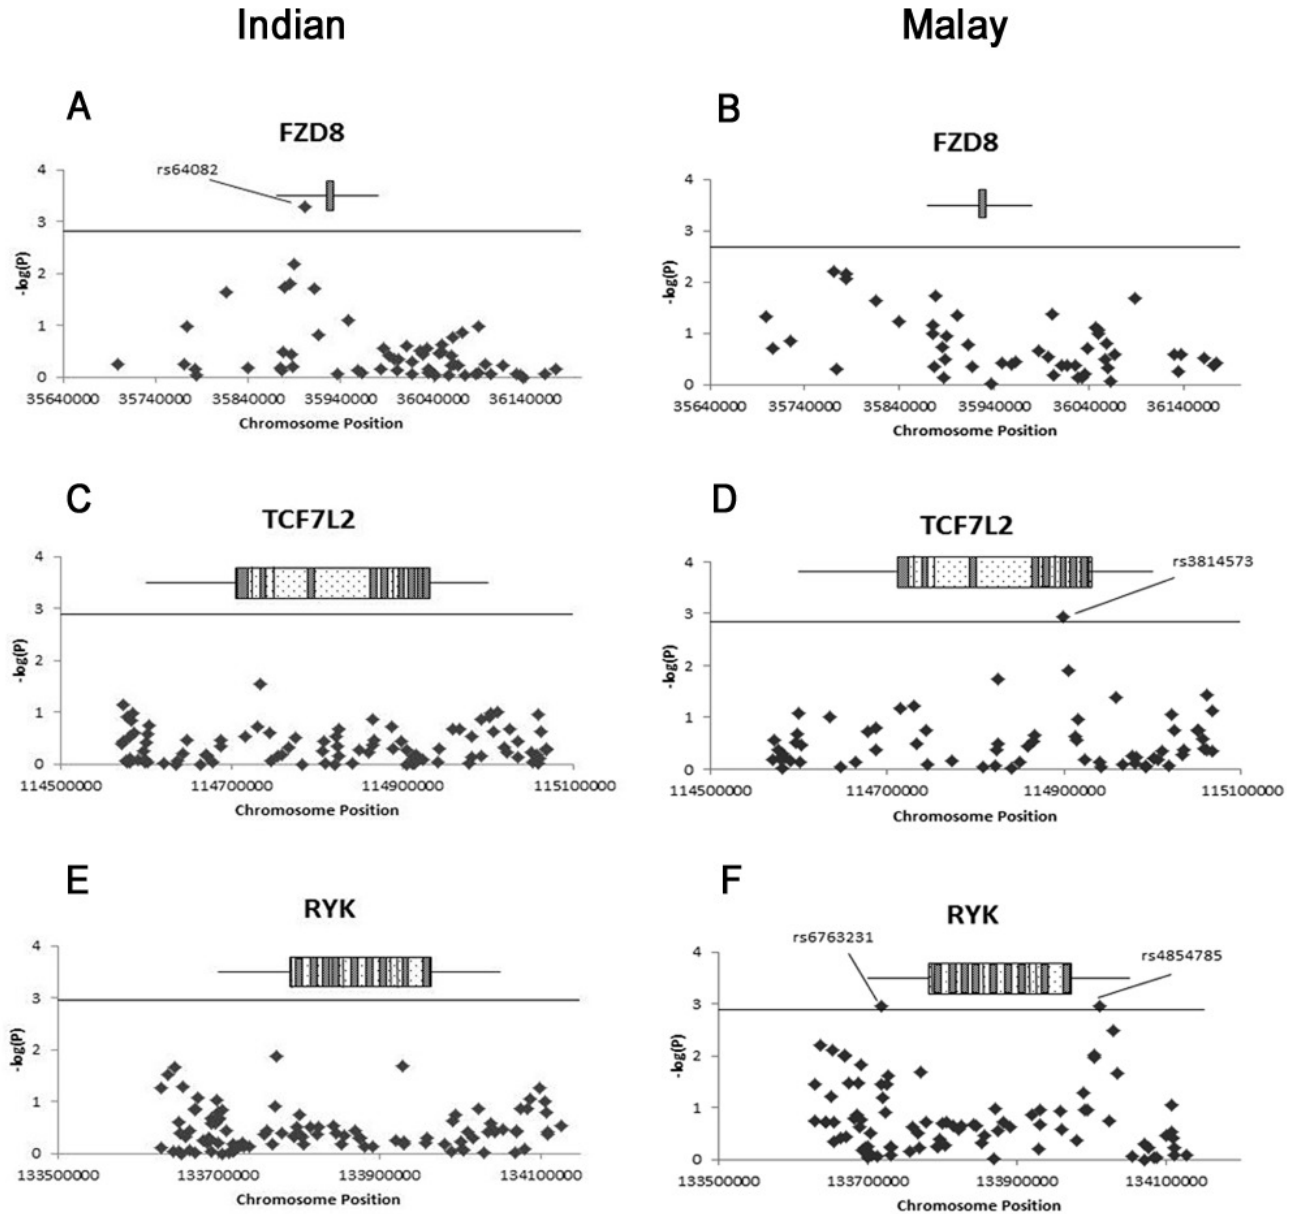 Indian Malay
A
FZD8
rs64082
4
3
2
1
0
-log(P)
35640000 35740000 35840000 35940000 36040000 36140000
Chromosome Position
B
FZD8
4
3
2
1
0
-log(P)
35640000 35740000 35840000 35940000 36040000 36140000
Chromosome Position
C
TCF7L2
4
3
2
1
0
-log(P)
114500000 114700000 114900000 115100000
Chromosome Position
D
TCF7L2
rs3814573
4
3
2
1
0
-log(P)
114500000 114700000 114900000 115100000
Chromosome Position
E
RYK
4
3
2
1
0
-log(P)
133500000 133700000 133900000 134100000
Chromosome Position
F
RYK
rs6763231
rs4854785
4
3
2
1
0
-log(P)
133500000 133700000 133900000 134100000
Chromosome Position